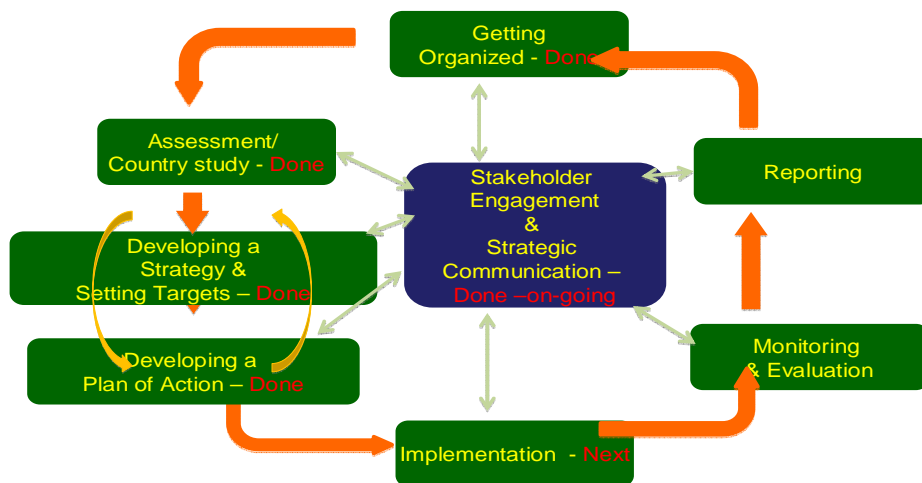 Getting
Organized - Done
Assessment/
Country study - Done
Stakeholder
Engagement
&
Strategic
Communication –
Done –on-going
Reporting
Developing a
Strategy &
Setting Targets – Done
Developing a
Plan of Action – Done
Monitoring
& Evaluation
Implementation - Next